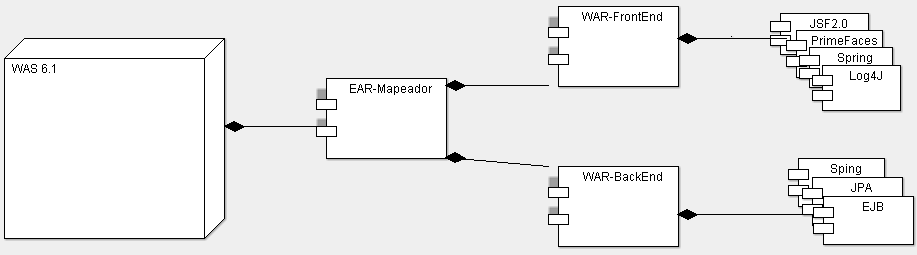 WAS 6.1
EAR-Mapeador
WAR-FrontEnd
JSF2.0
PrimeFaces
Spring
Log4J
WAR-BackEnd
Sping
JPA
EJB